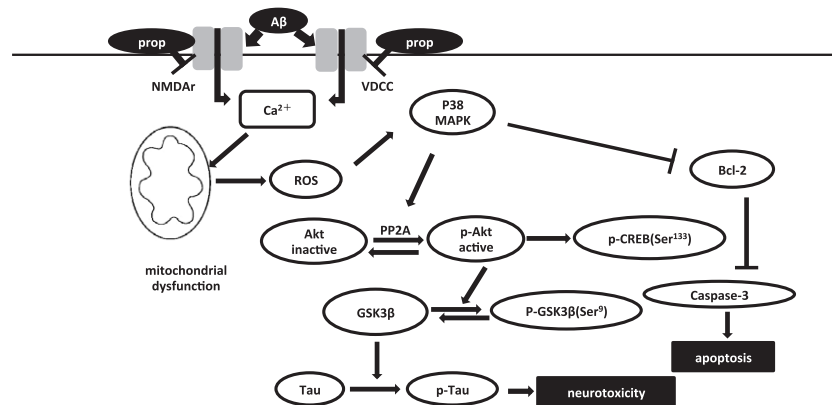 Aβ
prop
prop
NMDAr
VDCC
Ca²⁺
P38
MAPK
ROS
Bcl-2
Akt
inactive
PP2A
p-Akt
active
p-CREB(Ser¹³³)
mitochondrial
dysfunction
Caspase-3
GSK3β
P-GSK3β(Ser⁹)
apoptosis
Tau
p-Tau
neurotoxicity